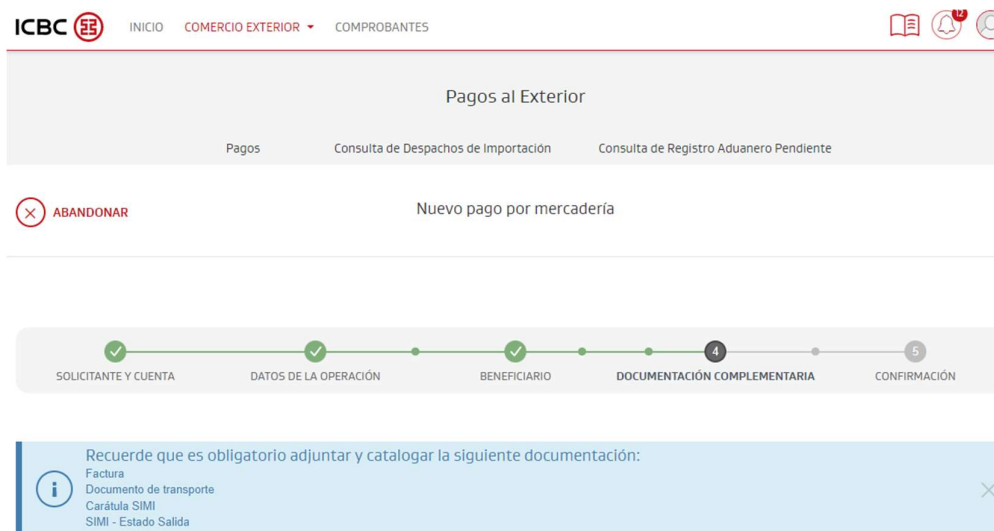 ICBC INICIO COMERCIO EXTERIOR COMPROBANTES 12
Pagos al Exterior
Pagos Consulta de Despachos de Importación Consulta de Registro Aduanero Pendiente
ABANDONAR Nuevo pago por mercadería
4 5
SOLICITANTE Y CUENTA DATOS DE LA OPERACIÓN BENEFICIARIO DOCUMENTACIÓN COMPLEMENTARIA CONFIRMACIÓN
Recuerde que es obligatorio adjuntar y catalogar la siguiente documentación:
Factura
Documento de transporte
Carátula SIMI
SIMI - Estado Salida